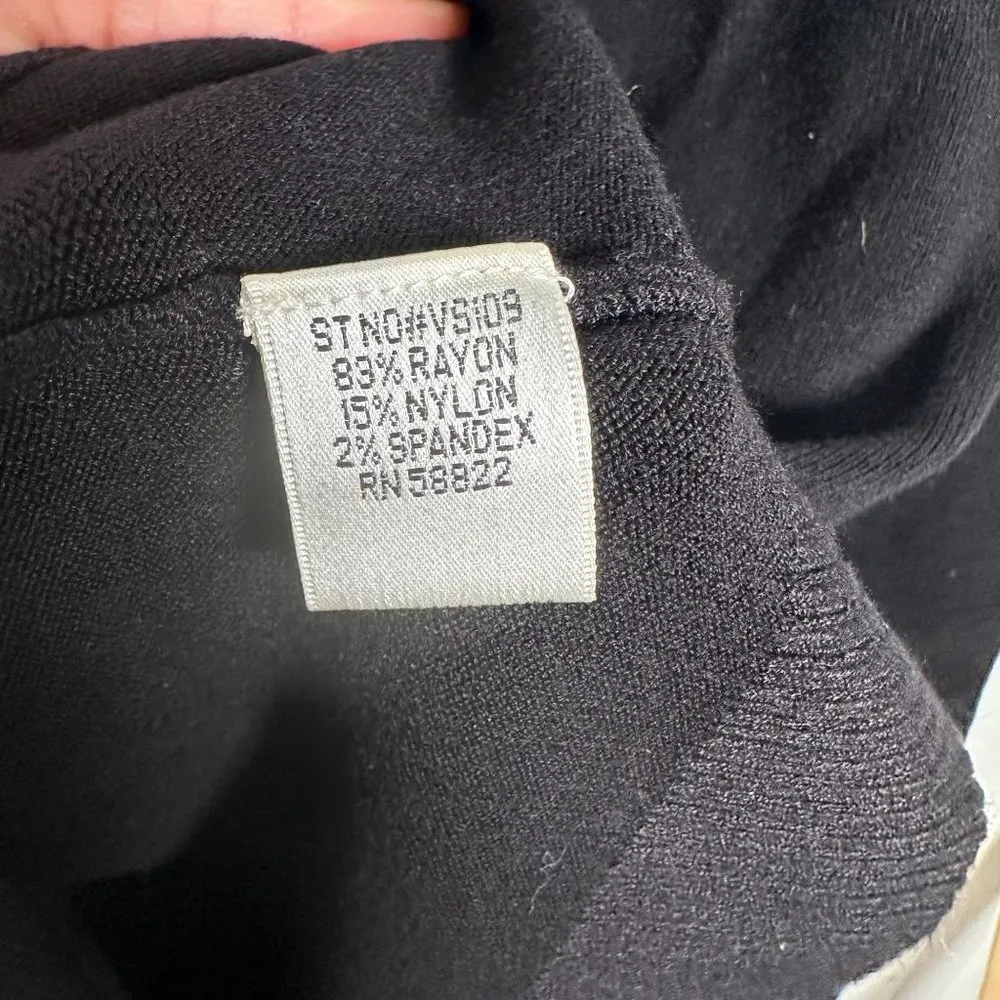 ST NO#VS109
83% RAYON
15% NYLON
2% SPANDEX
RN 58822